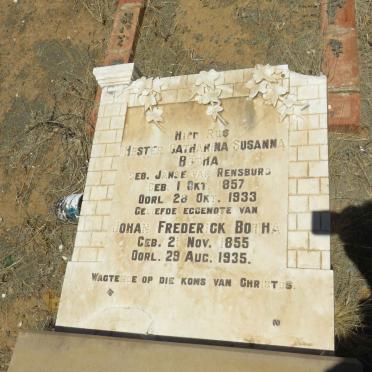 Hier Rus
Hester Catharina Susanna
Botha
Geb. Janse van Rensburg
Geb. 1 Okt. 1857
Oorl. 28 Okt. 1933
Geliefde eggenote van
Johan Frederick Botha
Geb. 21 Nov. 1855
Oorl. 29 Aug. 1935.
Wagtende op die koms van Christus.